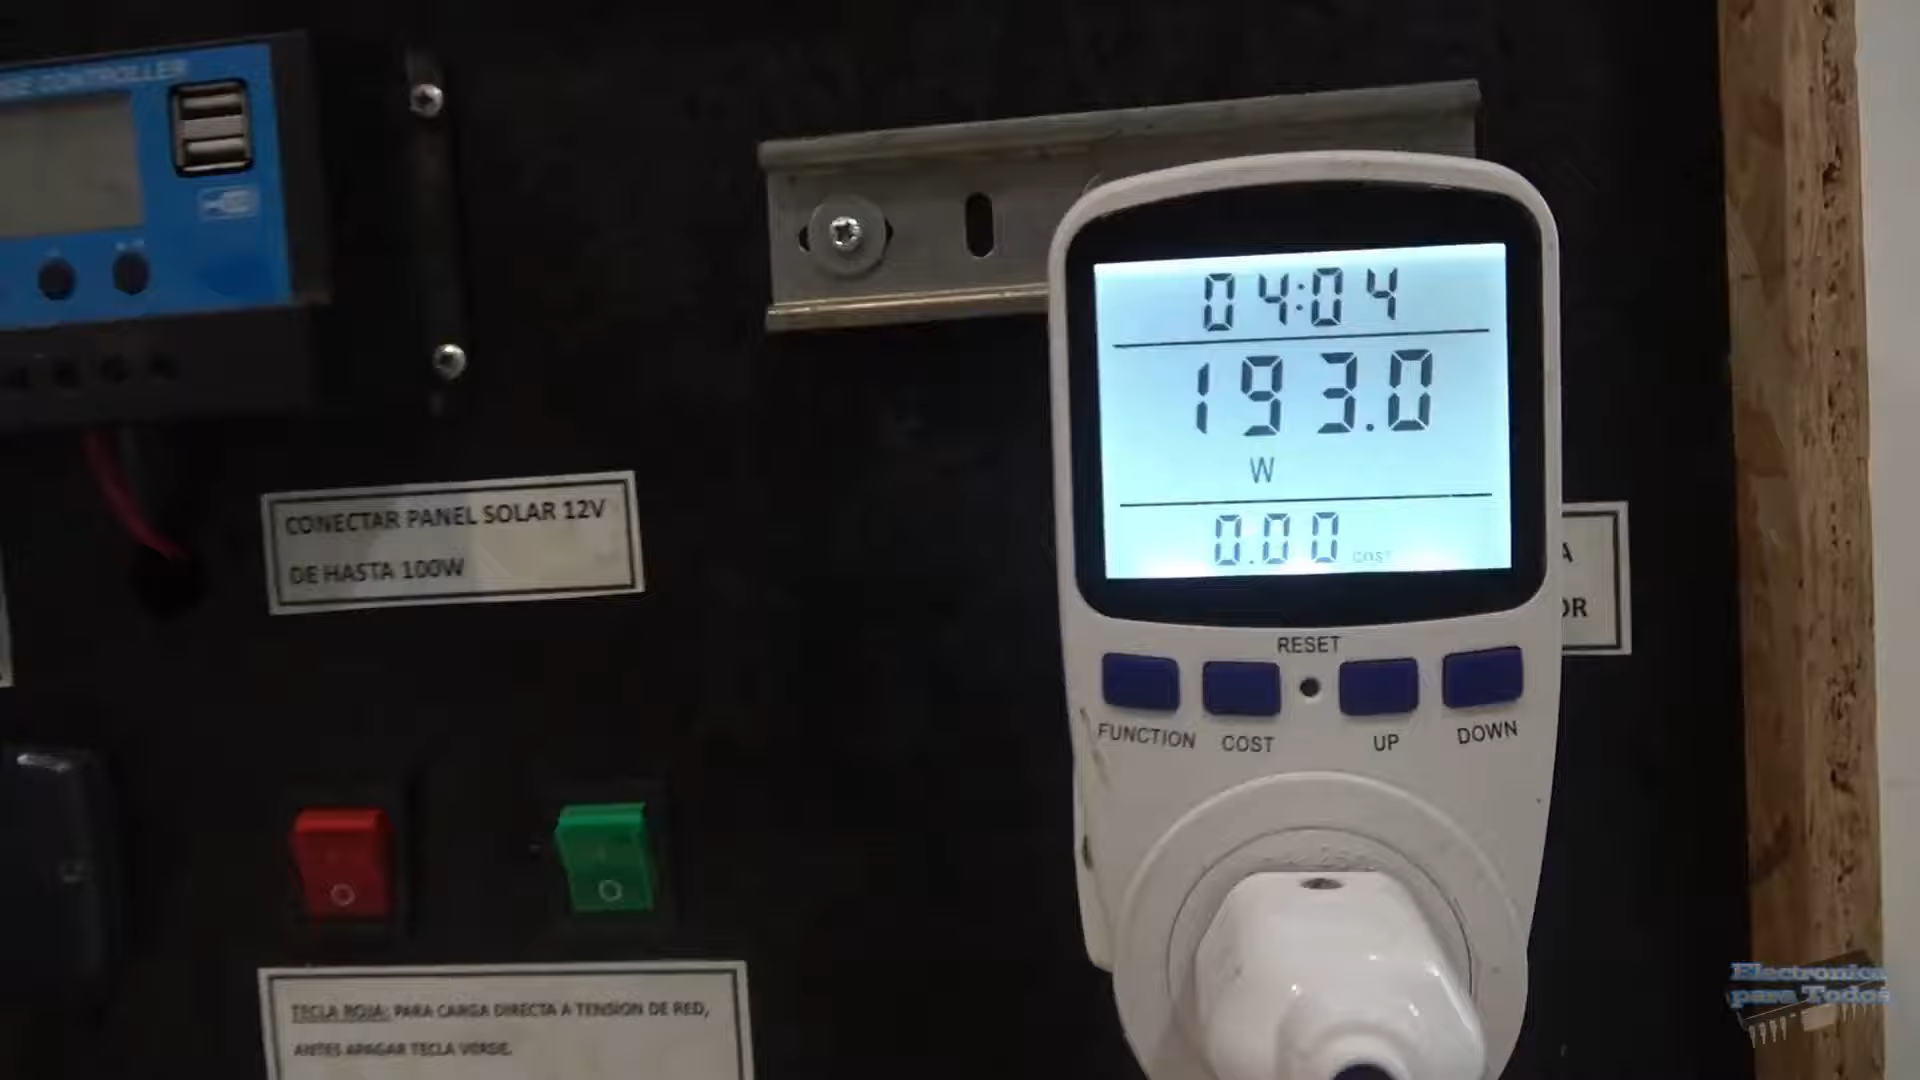 CONTROLLER
04:04
193.0
W
0.00 COST
RESET
FUNCTION COST UP DOWN
CONECTAR PANEL SOLAR 12V
DE HASTA 100W
A
OR
TECLA ROJA: PARA CARGA DIRECTA A TENSION DE RED,
ANTES APAGAR TECLA VERDE.
Electronica
para Todos